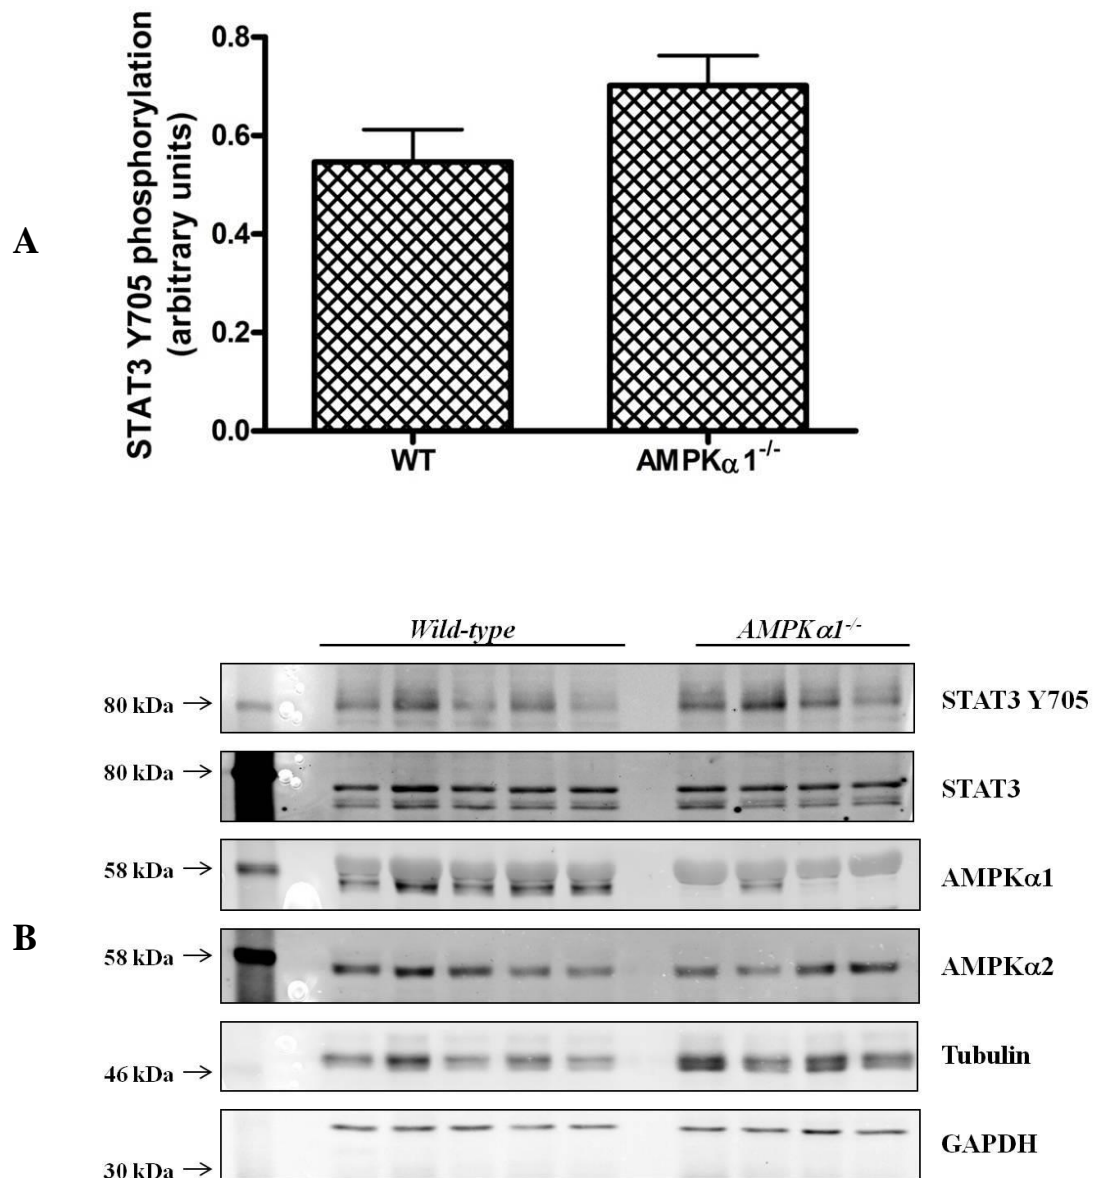 A
STAT3 Y705 phosphorylation
(arbitrary units)
0.8
0.6
0.4
0.2
0.0
WT
AMPKα1-/-
B
Wild-type
AMPKα1-/-
80 kDa → STAT3 Y705
80 kDa → STAT3
58 kDa → AMPKα1
58 kDa → AMPKα2
Tubulin
46 kDa →
GAPDH
30 kDa →